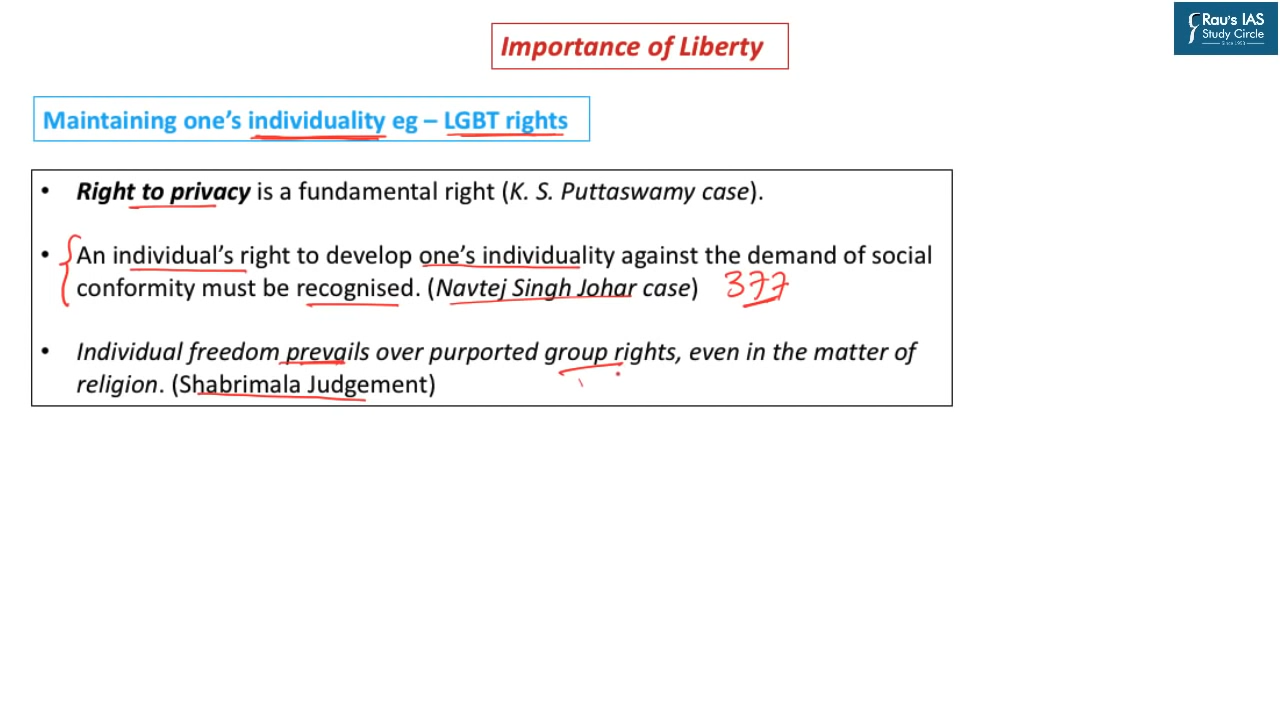 Importance of Liberty
Rau's IAS
Study Circle
Since 1953
Maintaining one's individuality eg – LGBT rights
• Right to privacy is a fundamental right (K. S. Puttaswamy case).
• An individual's right to develop one's individuality against the demand of social
conformity must be recognised. (Navtej Singh Johar case) 377
• Individual freedom prevails over purported group rights, even in the matter of
religion. (Shabrimala Judgement)